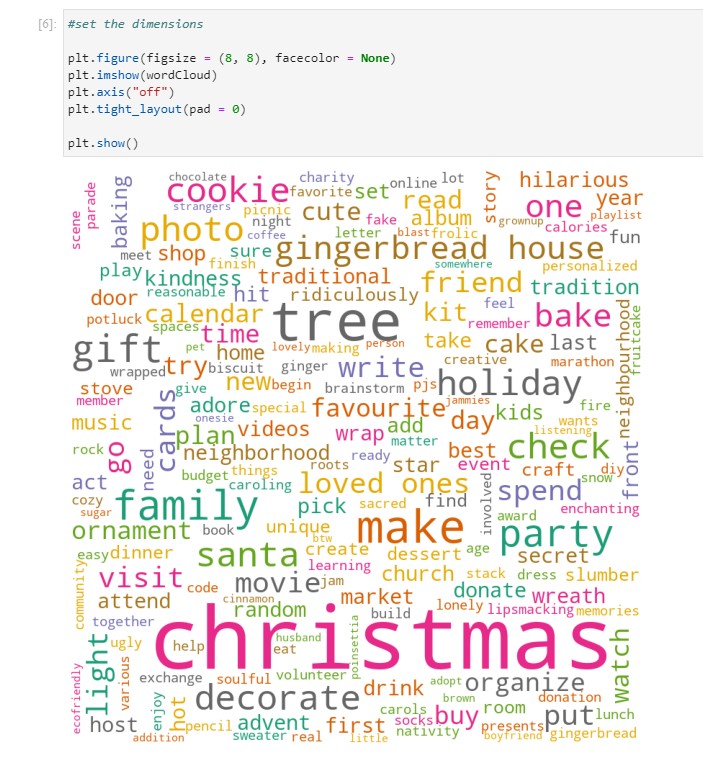 [6]:
#set the dimensions
plt.figure(figsize = (8, 8), facecolor = None)
plt.imshow(wordCloud)
plt.axis("off")
plt.tight_layout(pad = 0)
plt.show()
chocolate charity online lot story hilarious
scene parade baking cookie favorite set read one year
strangers picnic cute album grownup playlist
photo night fake calories
coffee letter blast frolic fun
meet shop sure gingerbread house
finish somewhere personalized
play kindness traditional friend tradition
door reasonable hit ridiculously feel
calendar tree kit remember bake neighbourhood fruitcake
potluck spaces time
gift pet home lovely making person take cake last
wrapped try biscuit ginger write creative marathon
stove new begin brainstorm pjs holiday
member give adore special favourite jammies kids fire
music cards onesie videos add day wants
plan wrap listening
rock go need neighborhood ready matter best check front
act budget things roots star event craft diy
caroling loved ones snow
cozy family pick sacred find involved spend enchanting
sugar award
ornament book unique make party
btw
easy dinner santa create dessert age secret
community visit learning church stack dress slumber
code movie jam donate
attend cinnamon random market lonely wreath
build lipsmacking memories
together christmas
ugly help husband poinsettia watch
light eat
ecofriendly various exchange soulful volunteer adopt organize
enjoy hot decorate drink brown donation
carols room put lunch
host pencil advent first socks buy presents
nativity
addition sweater real little boyfriend gingerbread